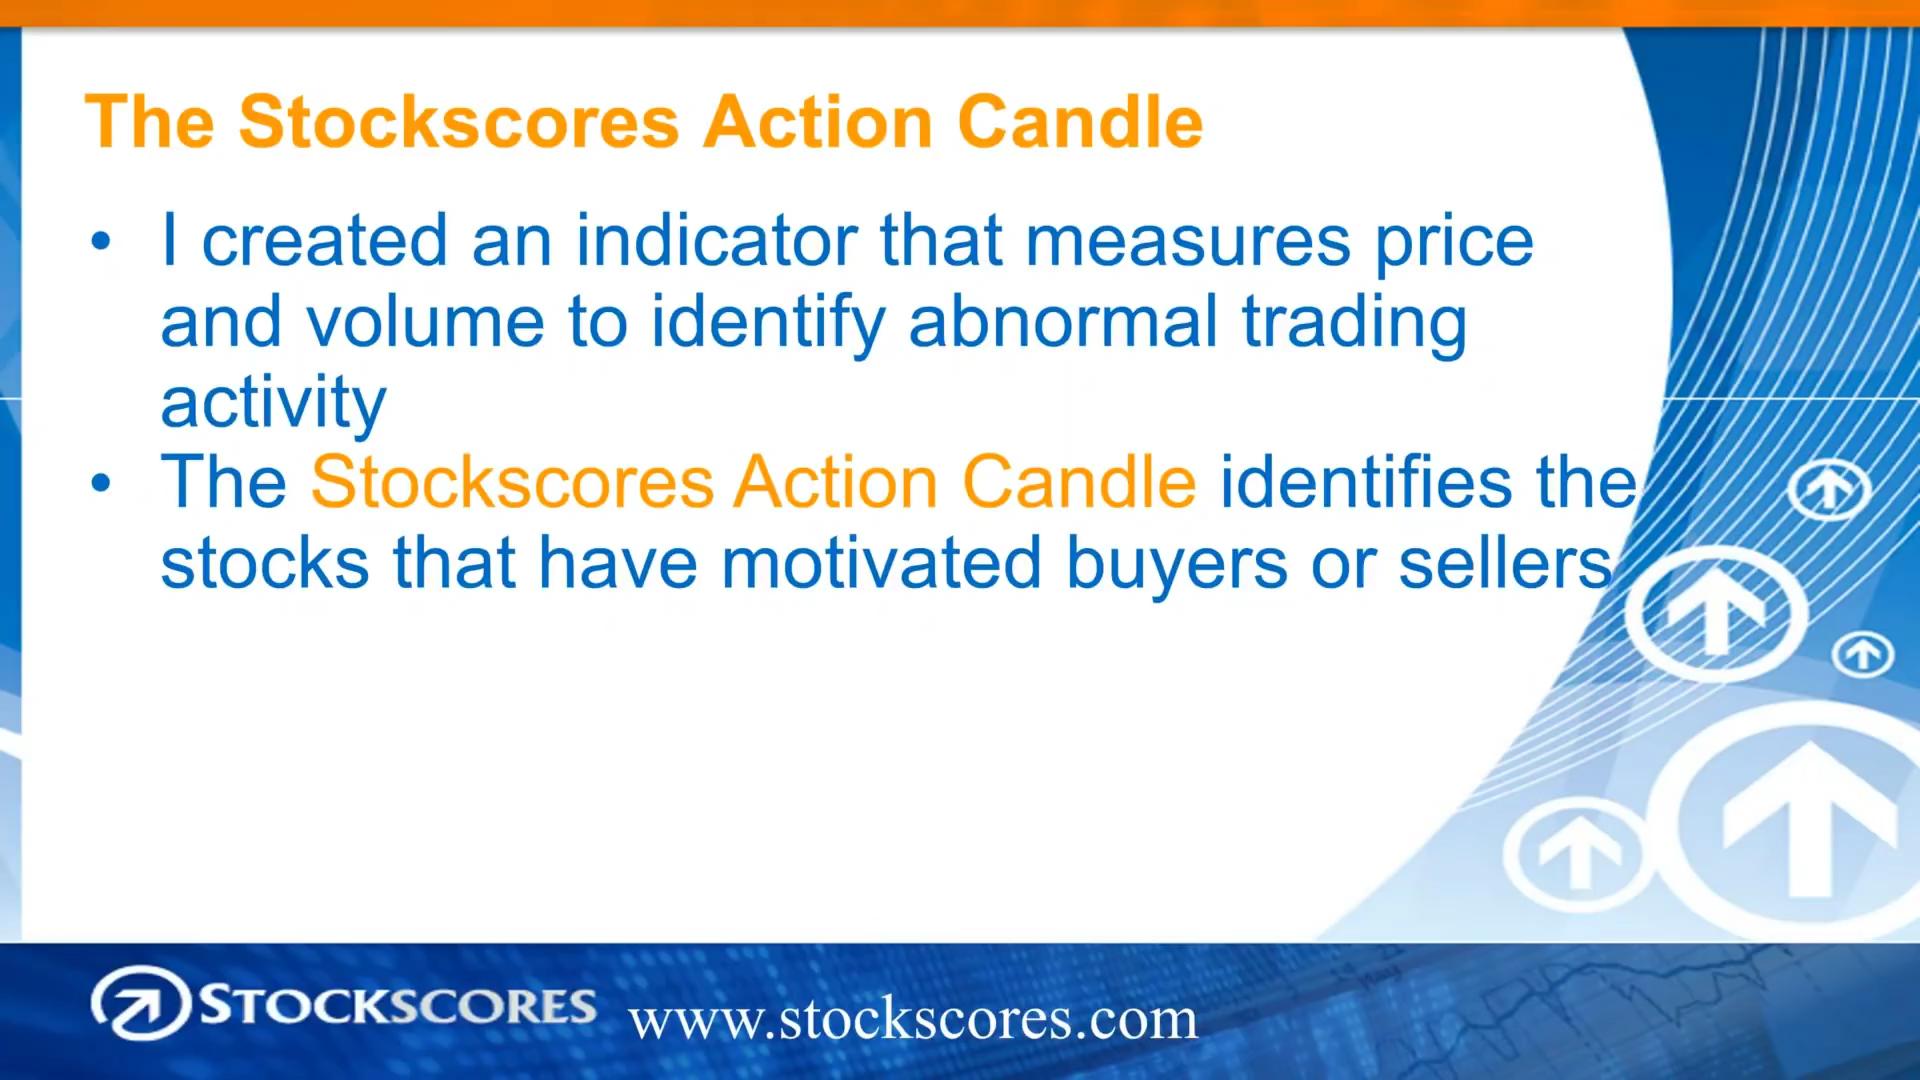 The Stockscores Action Candle
• I created an indicator that measures price
and volume to identify abnormal trading
activity
• The Stockscores Action Candle identifies the
stocks that have motivated buyers or sellers
STOCKSCORES www.stockscores.com